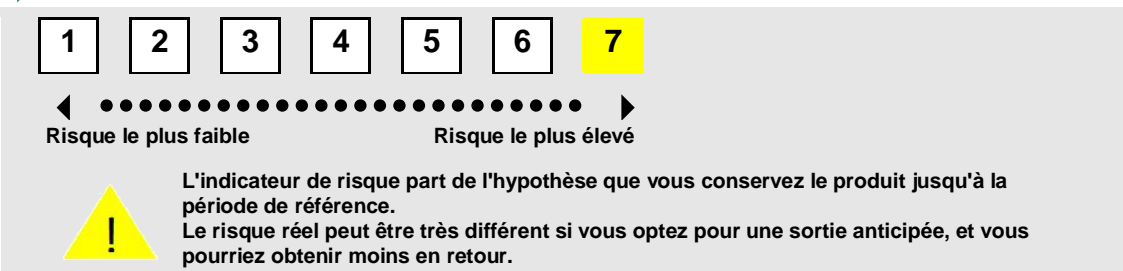 1 2 3 4 5 6 7
Risque le plus faible Risque le plus élevé
L'indicateur de risque part de l'hypothèse que vous conservez le produit jusqu'à la
période de référence.
Le risque réel peut être très différent si vous optez pour une sortie anticipée, et vous
pourriez obtenir moins en retour.
!